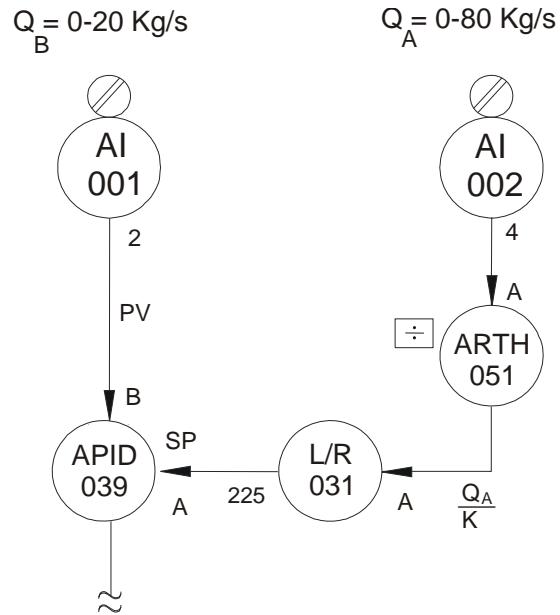 Q_B = 0-20 Kg/s
Q_A = 0-80 Kg/s
AI
001
AI
002
2
4
PV
A
÷
ARTH
051
B
APID
039
SP
A
225
L/R
031
A
Q_A
K